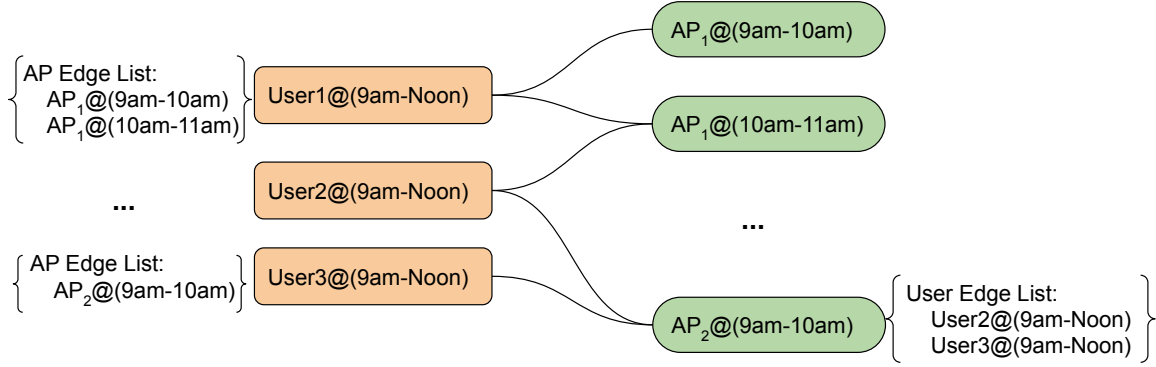 AP Edge List:
AP₁@(9am-10am)
AP₁@(10am-11am)
User1@(9am-Noon)
AP₁@(9am-10am)
AP₁@(10am-11am)
...
User2@(9am-Noon)
...
AP Edge List:
AP₂@(9am-10am)
User3@(9am-Noon)
AP₂@(9am-10am)
User Edge List:
User2@(9am-Noon)
User3@(9am-Noon)